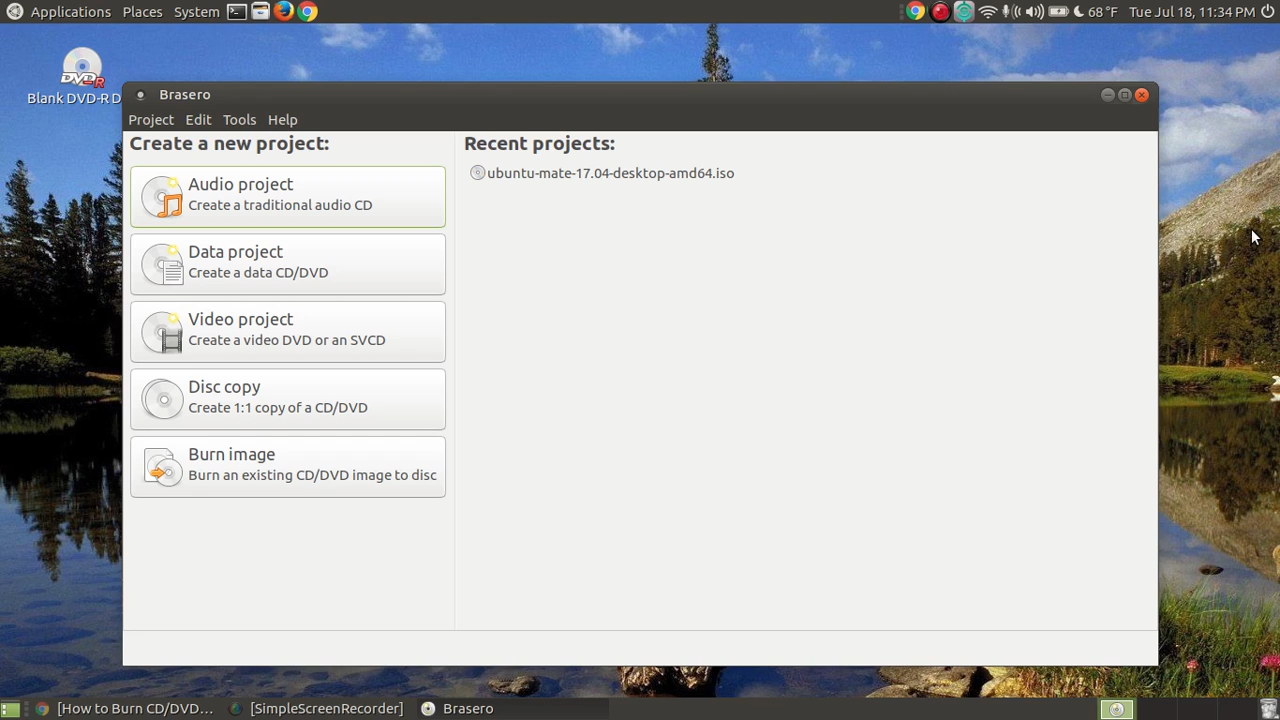 Applications Places System
68 °F Tue Jul 18, 11:34 PM
DVD-R
Blank DVD-R D
Brasero
Project Edit Tools Help
Create a new project:
Audio project
Create a traditional audio CD
Data project
Create a data CD/DVD
Video project
Create a video DVD or an SVCD
Disc copy
Create 1:1 copy of a CD/DVD
Burn image
Burn an existing CD/DVD image to disc
Recent projects:
ubuntu-mate-17.04-desktop-amd64.iso
[How to Burn CD/DVD... [SimpleScreenRecorder] Brasero